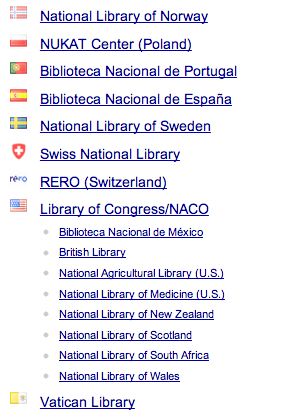 National Library of Norway
NUKAT Center (Poland)
Biblioteca Nacional de Portugal
Biblioteca Nacional de España
National Library of Sweden
Swiss National Library
rero RERO (Switzerland)
Library of Congress/NACO
Biblioteca Nacional de México
British Library
National Agricultural Library (U.S.)
National Library of Medicine (U.S.)
National Library of New Zealand
National Library of Scotland
National Library of South Africa
National Library of Wales
Vatican Library